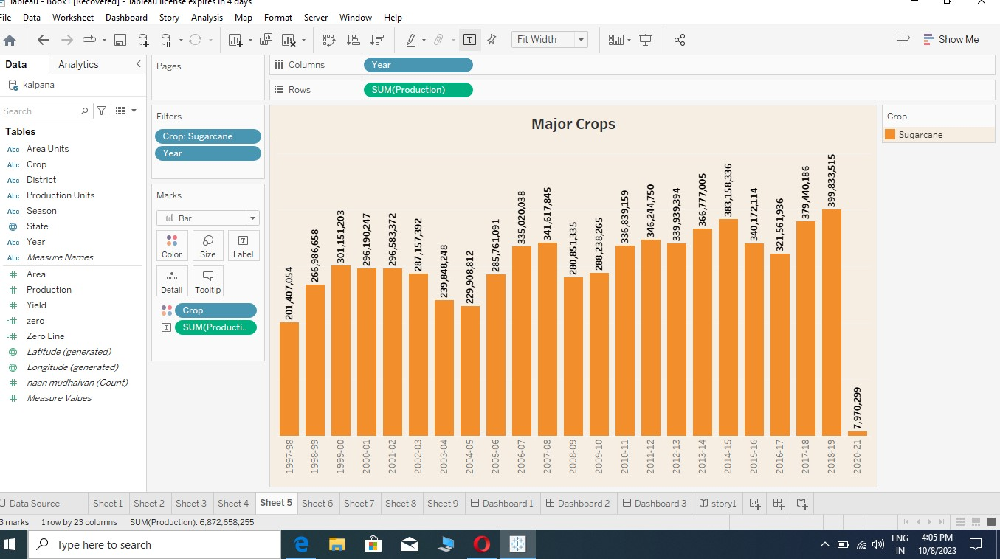 Tableau - Book1 [Recovered] - Tableau license expires in 4 days
File Data Worksheet Dashboard Story Analysis Map Format Server Window Help
Fit Width
Show Me
Data Analytics
kalpana
Search
Tables
Abc Area Units
Abc Crop
Abc District
Abc Production Units
Abc Season
State
Abc Year
Abc Measure Names
# Area
# Production
# Yield
=# zero
=# Zero Line
Latitude (generated)
Longitude (generated)
# naan mudhalvan (Count)
# Measure Values
Pages
Filters
Crop: Sugarcane
Year
Marks
Bar
Color Size Label
Detail Tooltip
Crop
SUM(Producti..
Columns Year
Rows SUM(Production)
Major Crops
201,407,054
266,986,658
301,151,203
296,190,247
296,583,372
287,157,392
239,848,248
229,908,812
285,761,091
335,020,038
341,617,845
280,851,335
288,238,265
336,839,159
346,244,750
339,939,394
366,777,005
383,158,336
340,172,114
321,561,936
379,440,186
399,833,515
7,970,299
1997-98
1998-99
1999-00
2000-01
2001-02
2002-03
2003-04
2004-05
2005-06
2006-07
2007-08
2008-09
2009-10
2010-11
2011-12
2012-13
2013-14
2014-15
2015-16
2016-17
2017-18
2018-19
2020-21
Crop
Sugarcane
Data Source Sheet 1 Sheet 2 Sheet 3 Sheet 4 Sheet 5 Sheet 6 Sheet 7 Sheet 8 Sheet 9 Dashboard 1 Dashboard 2 Dashboard 3 story1
3 marks 1 row by 23 columns SUM(Production): 6,872,658,255
Type here to search
ENG
IN
4:05 PM
10/8/2023